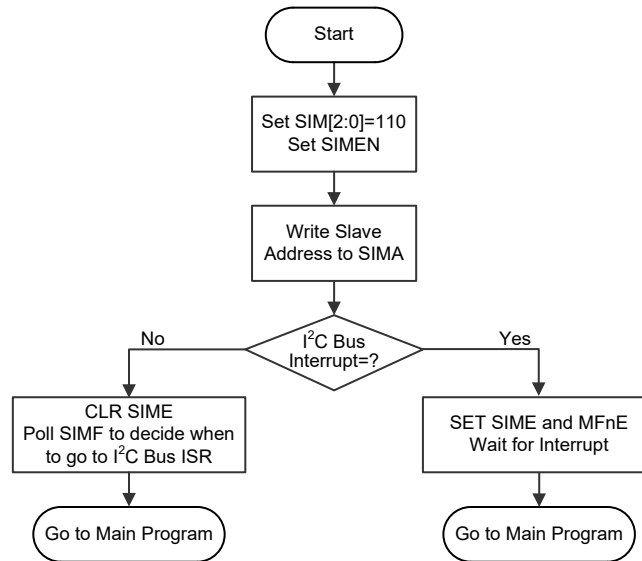 Start
Set SIM[2:0]=110
Set SIMEN
Write Slave
Address to SIMA
I²C Bus
Interrupt=?
No
Yes
CLR SIME
Poll SIMF to decide when
to go to I²C Bus ISR
SET SIME and MFnE
Wait for Interrupt
Go to Main Program
Go to Main Program